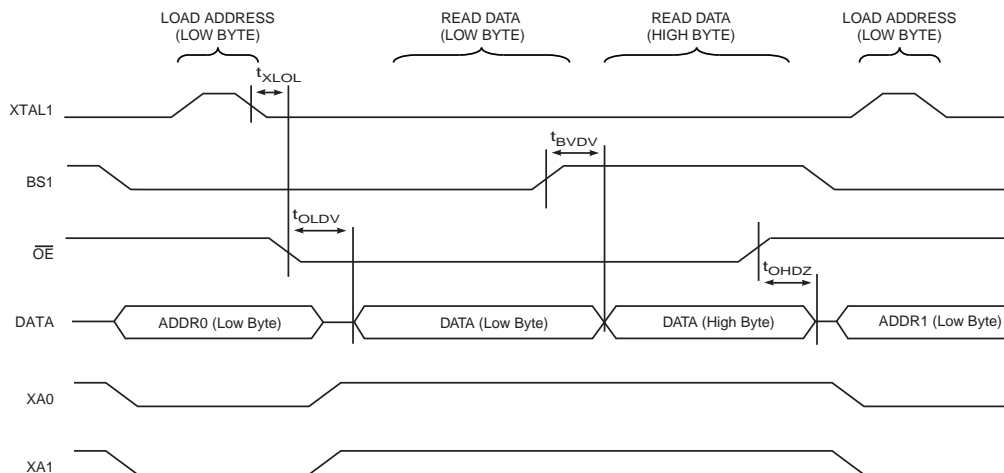 LOAD ADDRESS
(LOW BYTE)
READ DATA
(LOW BYTE)
READ DATA
(HIGH BYTE)
LOAD ADDRESS
(LOW BYTE)
tXLOL
XTAL1
tBVDV
BS1
tOLDV
OE
tOHDZ
DATA
ADDR0 (Low Byte)
DATA (Low Byte)
DATA (High Byte)
ADDR1 (Low Byte)
XA0
XA1